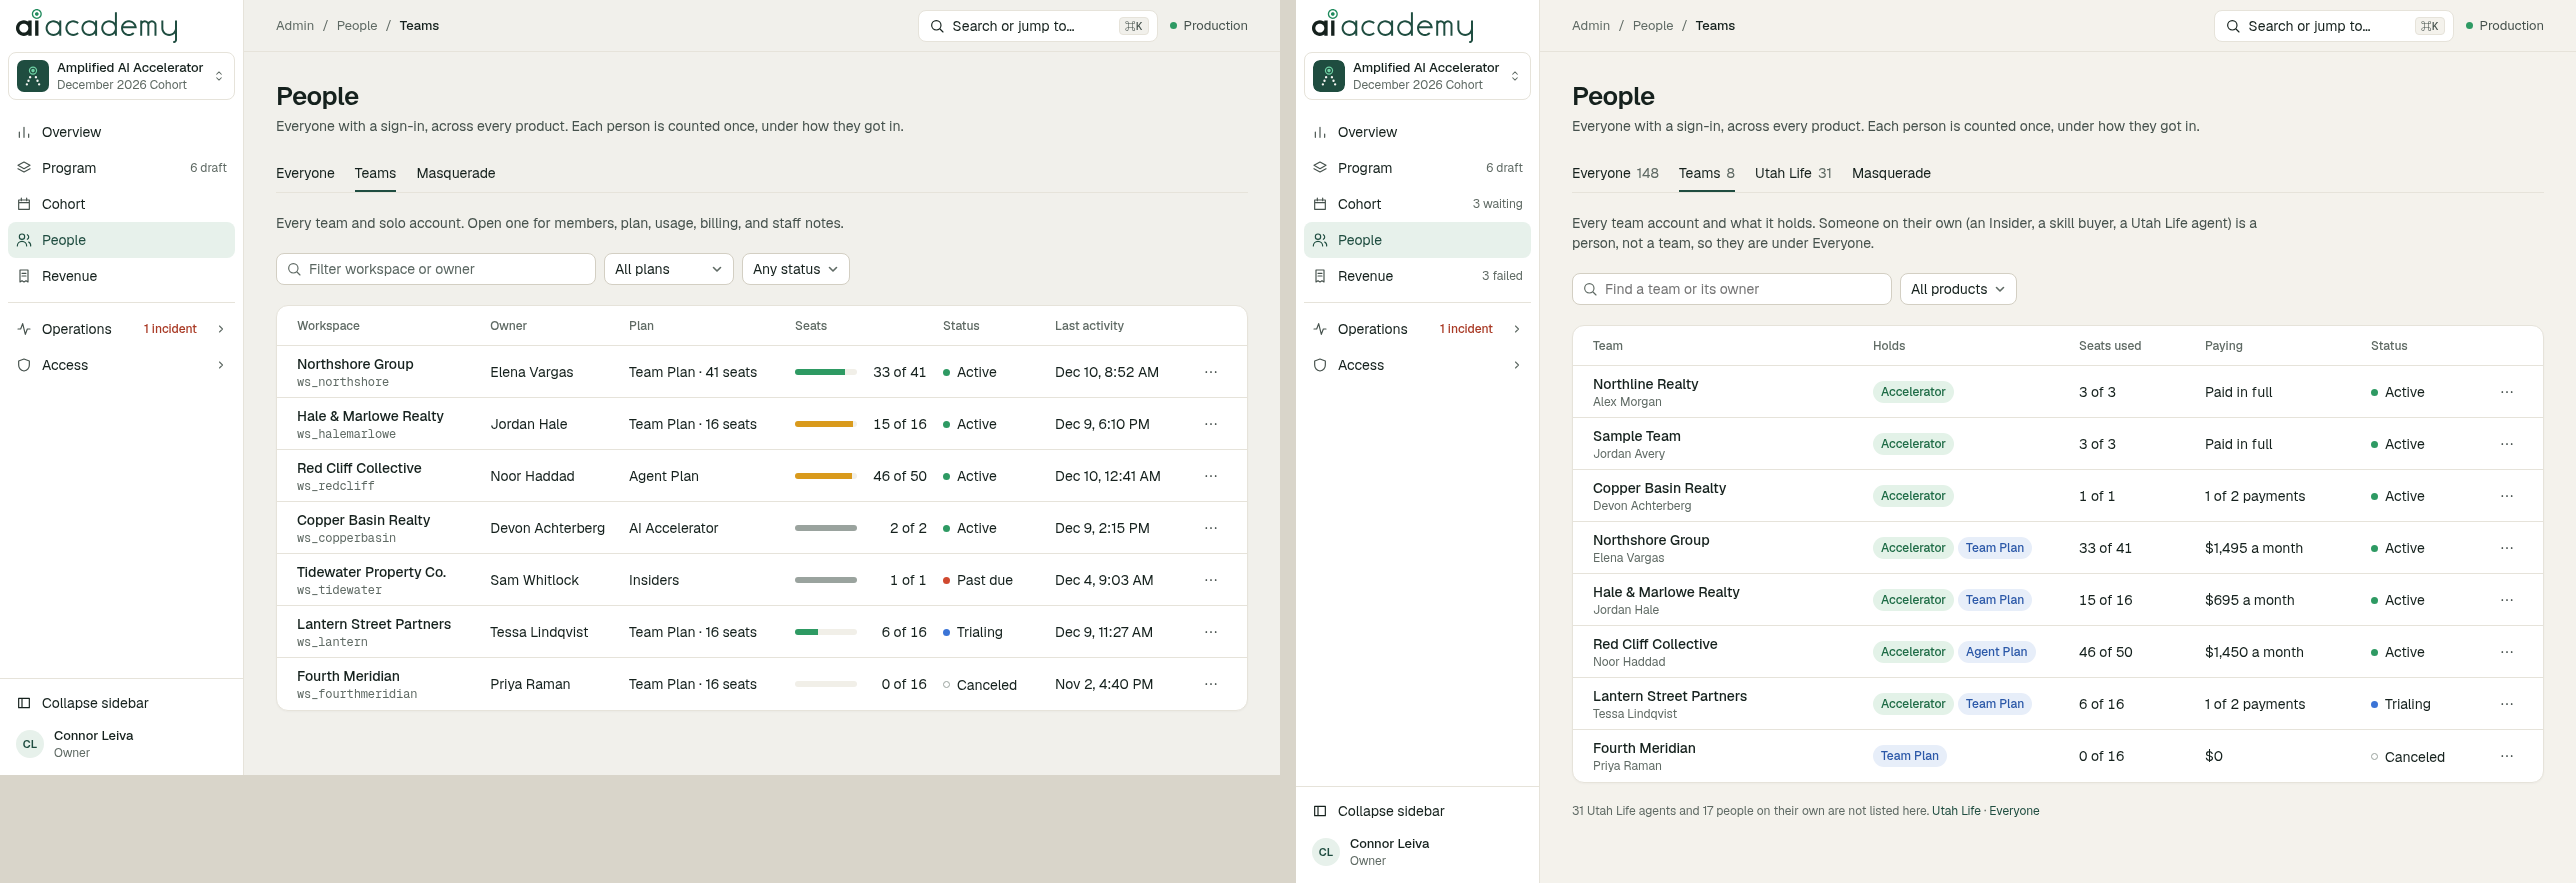 ai academy
Amplified AI Accelerator
December 2026 Cohort
Overview
Program 6 draft
Cohort
People
Revenue
Operations 1 incident
Access
Collapse sidebar
CL Connor Leiva
Owner
Admin / People / Teams
Search or jump to... ⌘K
Production
People
Everyone with a sign-in, across every product. Each person is counted once, under how they got in.
Everyone Teams Masquerade
Every team and solo account. Open one for members, plan, usage, billing, and staff notes.
Filter workspace or owner All plans Any status
Workspace Owner Plan Seats Status Last activity
Northshore Group
ws_northshore
Elena Vargas Team Plan · 41 seats 33 of 41 Active Dec 10, 8:52 AM ···
Hale & Marlowe Realty
ws_halemarlowe
Jordan Hale Team Plan · 16 seats 15 of 16 Active Dec 9, 6:10 PM ···
Red Cliff Collective
ws_redcliff
Noor Haddad Agent Plan 46 of 50 Active Dec 10, 12:41 AM ···
Copper Basin Realty
ws_copperbasin
Devon Achterberg AI Accelerator 2 of 2 Active Dec 9, 2:15 PM ···
Tidewater Property Co.
ws_tidewater
Sam Whitlock Insiders 1 of 1 Past due Dec 4, 9:03 AM ···
Lantern Street Partners
ws_lantern
Tessa Lindqvist Team Plan · 16 seats 6 of 16 Trialing Dec 9, 11:27 AM ···
Fourth Meridian
ws_fourthmeridian
Priya Raman Team Plan · 16 seats 0 of 16 Canceled Nov 2, 4:40 PM ···
ai academy
Amplified AI Accelerator
December 2026 Cohort
Overview
Program 6 draft
Cohort 3 waiting
People
Revenue 3 failed
Operations 1 incident
Access
Collapse sidebar
CL Connor Leiva
Owner
Admin / People / Teams
Search or jump to... ⌘K
Production
People
Everyone with a sign-in, across every product. Each person is counted once, under how they got in.
Everyone 148 Teams 8 Utah Life 31 Masquerade
Every team account and what it holds. Someone on their own (an Insider, a skill buyer, a Utah Life agent) is a
person, not a team, so they are under Everyone.
Find a team or its owner All products
Team Holds Seats used Paying Status
Northline Realty
Alex Morgan
Accelerator 3 of 3 Paid in full Active ···
Sample Team
Jordan Avery
Accelerator 3 of 3 Paid in full Active ···
Copper Basin Realty
Devon Achterberg
Accelerator 1 of 1 1 of 2 payments Active ···
Northshore Group
Elena Vargas
Accelerator Team Plan 33 of 41 $1,495 a month Active ···
Hale & Marlowe Realty
Jordan Hale
Accelerator Team Plan 15 of 16 $695 a month Active ···
Red Cliff Collective
Noor Haddad
Accelerator Agent Plan 46 of 50 $1,450 a month Active ···
Lantern Street Partners
Tessa Lindqvist
Accelerator Team Plan 6 of 16 1 of 2 payments Trialing ···
Fourth Meridian
Priya Raman
Team Plan 0 of 16 $0 Canceled ···
31 Utah Life agents and 17 people on their own are not listed here. Utah Life · Everyone